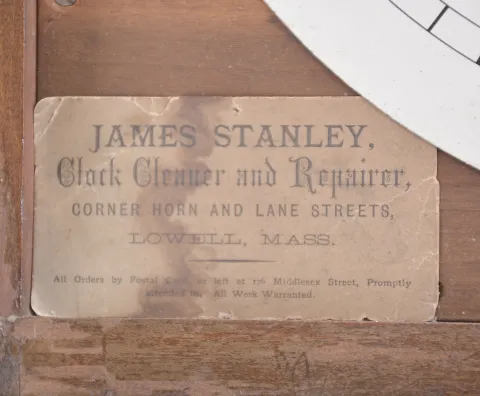 JAMES STANLEY,
Clock Cleaner and Repairer,
CORNER HORN AND LANE STREETS,
LOWELL, MASS.
All Orders by Postal Card, or left at 176 Middlesex Street, Promptly
attended to. All Work Warranted.